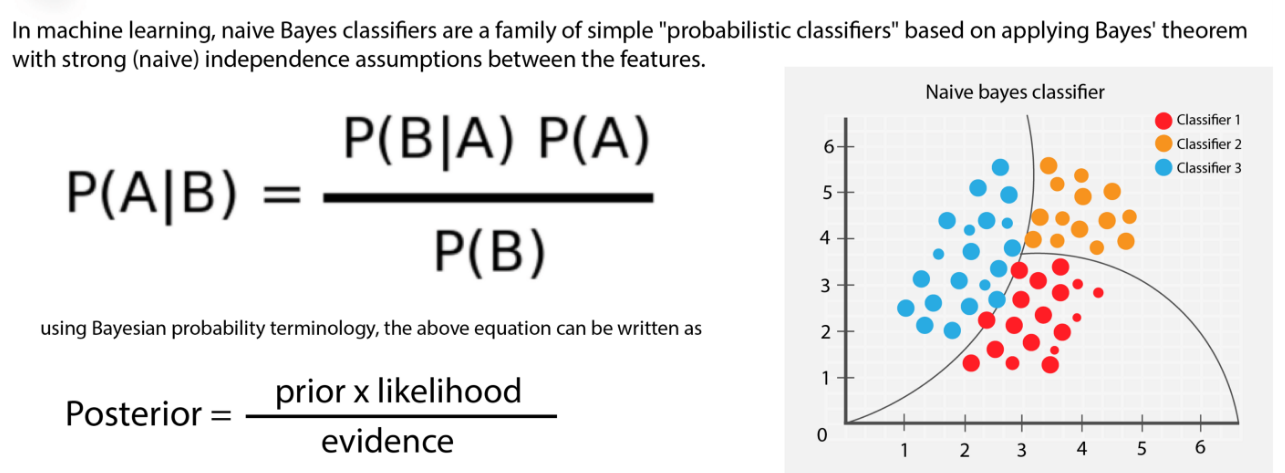 In machine learning, naive Bayes classifiers are a family of simple "probabilistic classifiers" based on applying Bayes' theorem
with strong (naive) independence assumptions between the features.
P(A|B) = P(B|A) P(A)
P(B)
using Bayesian probability terminology, the above equation can be written as
Posterior = prior x likelihood
evidence
Naive bayes classifier
Classifier 1
Classifier 2
Classifier 3
6
5
4
3
2
1
0
1 2 3 4 5 6